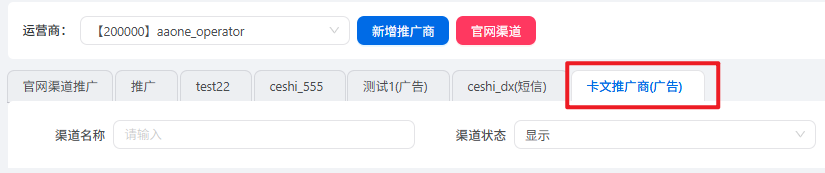 运营商： 【200000】aaone_operator 新增推广商 官网渠道
官网渠道推广 推广 test22 ceshi_555 测试1(广告) ceshi_dx(短信) 卡文推广商(广告)
渠道名称 请输入 渠道状态 显示